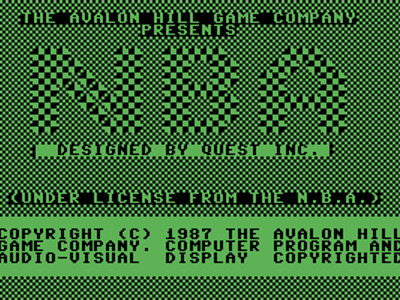 THE AVALON HILL GAME COMPANY
PRESENTS
NBA
DESIGNED BY QUEST INC.
(UNDER LICENSE FROM THE N.B.A.)
COPYRIGHT (C) 1987 THE AVALON HILL
GAME COMPANY. COMPUTER PROGRAM AND
AUDIO-VISUAL DISPLAY COPYRIGHTED